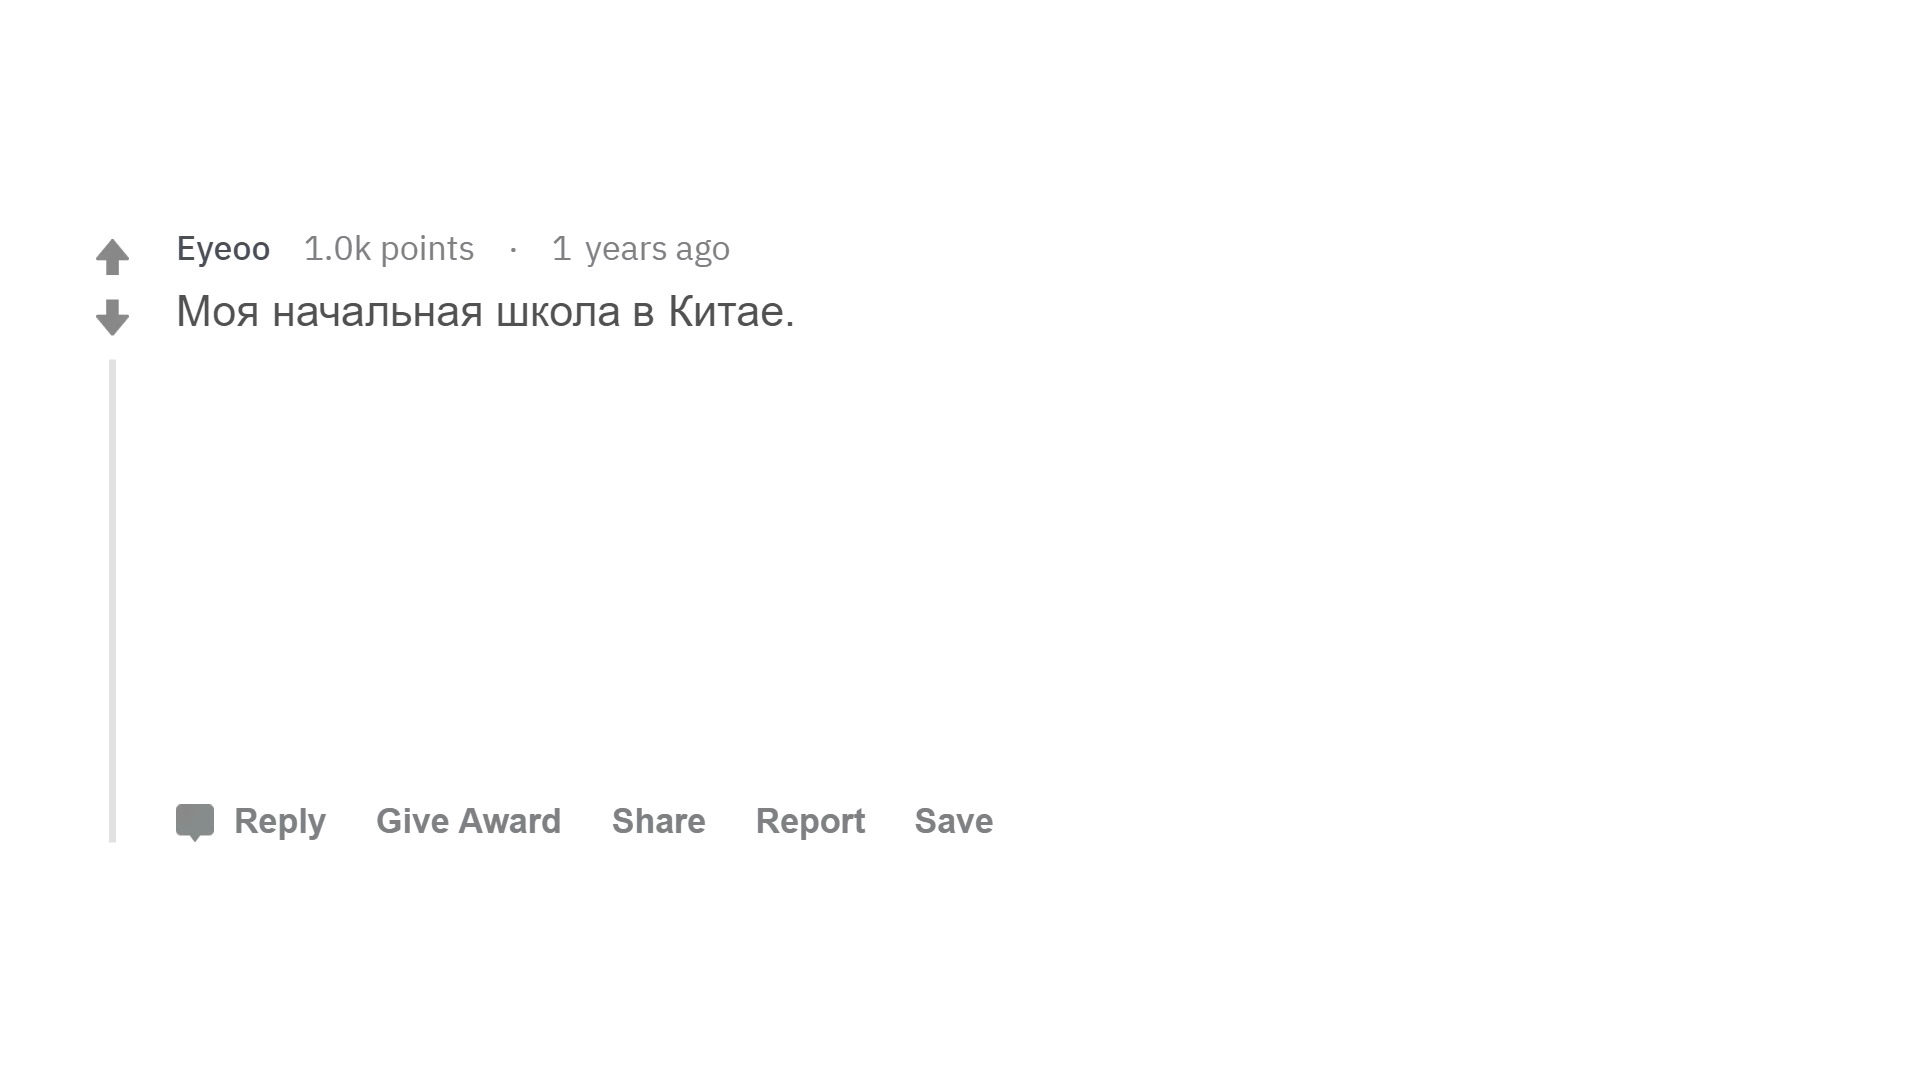 Eyeoo 1.0k points · 1 years ago
Моя начальная школа в Китае.
Reply Give Award Share Report Save